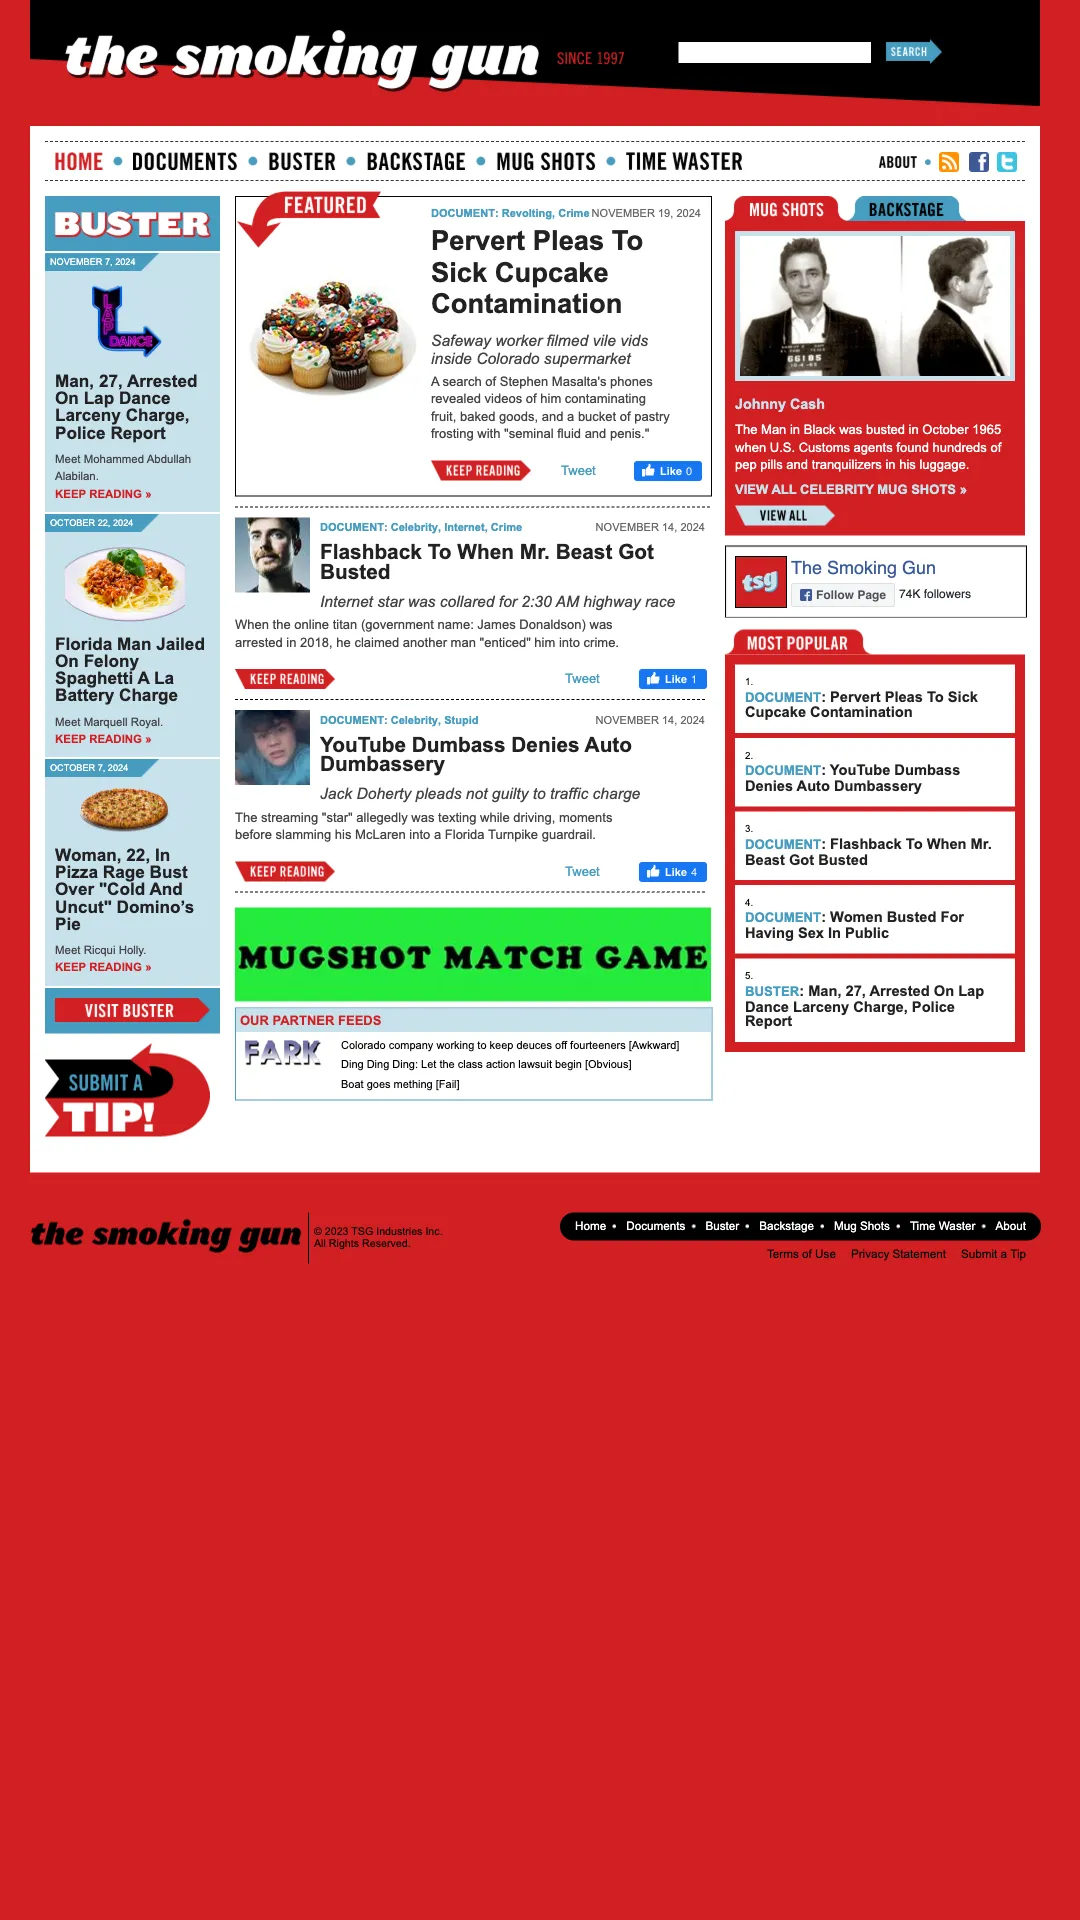 the smoking gun
SINCE 1997
SEARCH
HOME • DOCUMENTS • BUSTER • BACKSTAGE • MUG SHOTS • TIME WASTER
ABOUT •
BUSTER
NOVEMBER 7, 2024
LAP
DANCE
Man, 27, Arrested
On Lap Dance
Larceny Charge,
Police Report
Meet Mohammed Abdullah
Alabilan.
KEEP READING »
OCTOBER 22, 2024
Florida Man Jailed
On Felony
Spaghetti A La
Battery Charge
Meet Marquell Royal.
KEEP READING »
OCTOBER 7, 2024
Woman, 22, In
Pizza Rage Bust
Over "Cold And
Uncut" Domino's
Pie
Meet Ricqui Holly.
KEEP READING »
VISIT BUSTER
SUBMIT A
TIP!
FEATURED
DOCUMENT: Revolting, Crime NOVEMBER 19, 2024
Pervert Pleas To
Sick Cupcake
Contamination
Safeway worker filmed vile vids
inside Colorado supermarket
A search of Stephen Masalta's phones
revealed videos of him contaminating
fruit, baked goods, and a bucket of pastry
frosting with "seminal fluid and penis."
KEEP READING Tweet Like 0
DOCUMENT: Celebrity, Internet, Crime NOVEMBER 14, 2024
Flashback To When Mr. Beast Got
Busted
Internet star was collared for 2:30 AM highway race
When the online titan (government name: James Donaldson) was
arrested in 2018, he claimed another man "enticed" him into crime.
KEEP READING Tweet Like 1
DOCUMENT: Celebrity, Stupid NOVEMBER 14, 2024
YouTube Dumbass Denies Auto
Dumbassery
Jack Doherty pleads not guilty to traffic charge
The streaming "star" allegedly was texting while driving, moments
before slamming his McLaren into a Florida Turnpike guardrail.
KEEP READING Tweet Like 4
MUGSHOT MATCH GAME
OUR PARTNER FEEDS
FARK
Colorado company working to keep deuces off fourteeners [Awkward]
Ding Ding Ding: Let the class action lawsuit begin [Obvious]
Boat goes mething [Fail]
MUG SHOTS BACKSTAGE
66185
Johnny Cash
The Man in Black was busted in October 1965
when U.S. Customs agents found hundreds of
pep pills and tranquilizers in his luggage.
VIEW ALL CELEBRITY MUG SHOTS »
VIEW ALL
tsg
The Smoking Gun
Follow Page 74K followers
MOST POPULAR
1.
DOCUMENT: Pervert Pleas To Sick
Cupcake Contamination
2.
DOCUMENT: YouTube Dumbass
Denies Auto Dumbassery
3.
DOCUMENT: Flashback To When Mr.
Beast Got Busted
4.
DOCUMENT: Women Busted For
Having Sex In Public
5.
BUSTER: Man, 27, Arrested On Lap
Dance Larceny Charge, Police
Report
the smoking gun
© 2023 TSG Industries Inc.
All Rights Reserved.
Home • Documents • Buster • Backstage • Mug Shots • Time Waster • About
Terms of Use Privacy Statement Submit a Tip